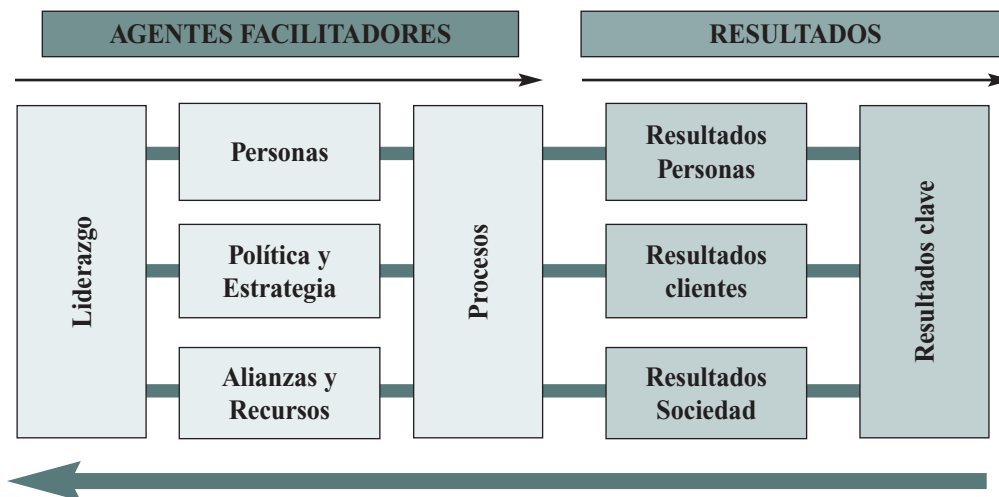 AGENTES FACILITADORES
RESULTADOS
Liderazgo
Personas
Política y
Estrategia
Alianzas y
Recursos
Procesos
Resultados
Personas
Resultados
clientes
Resultados
Sociedad
Resultados clave